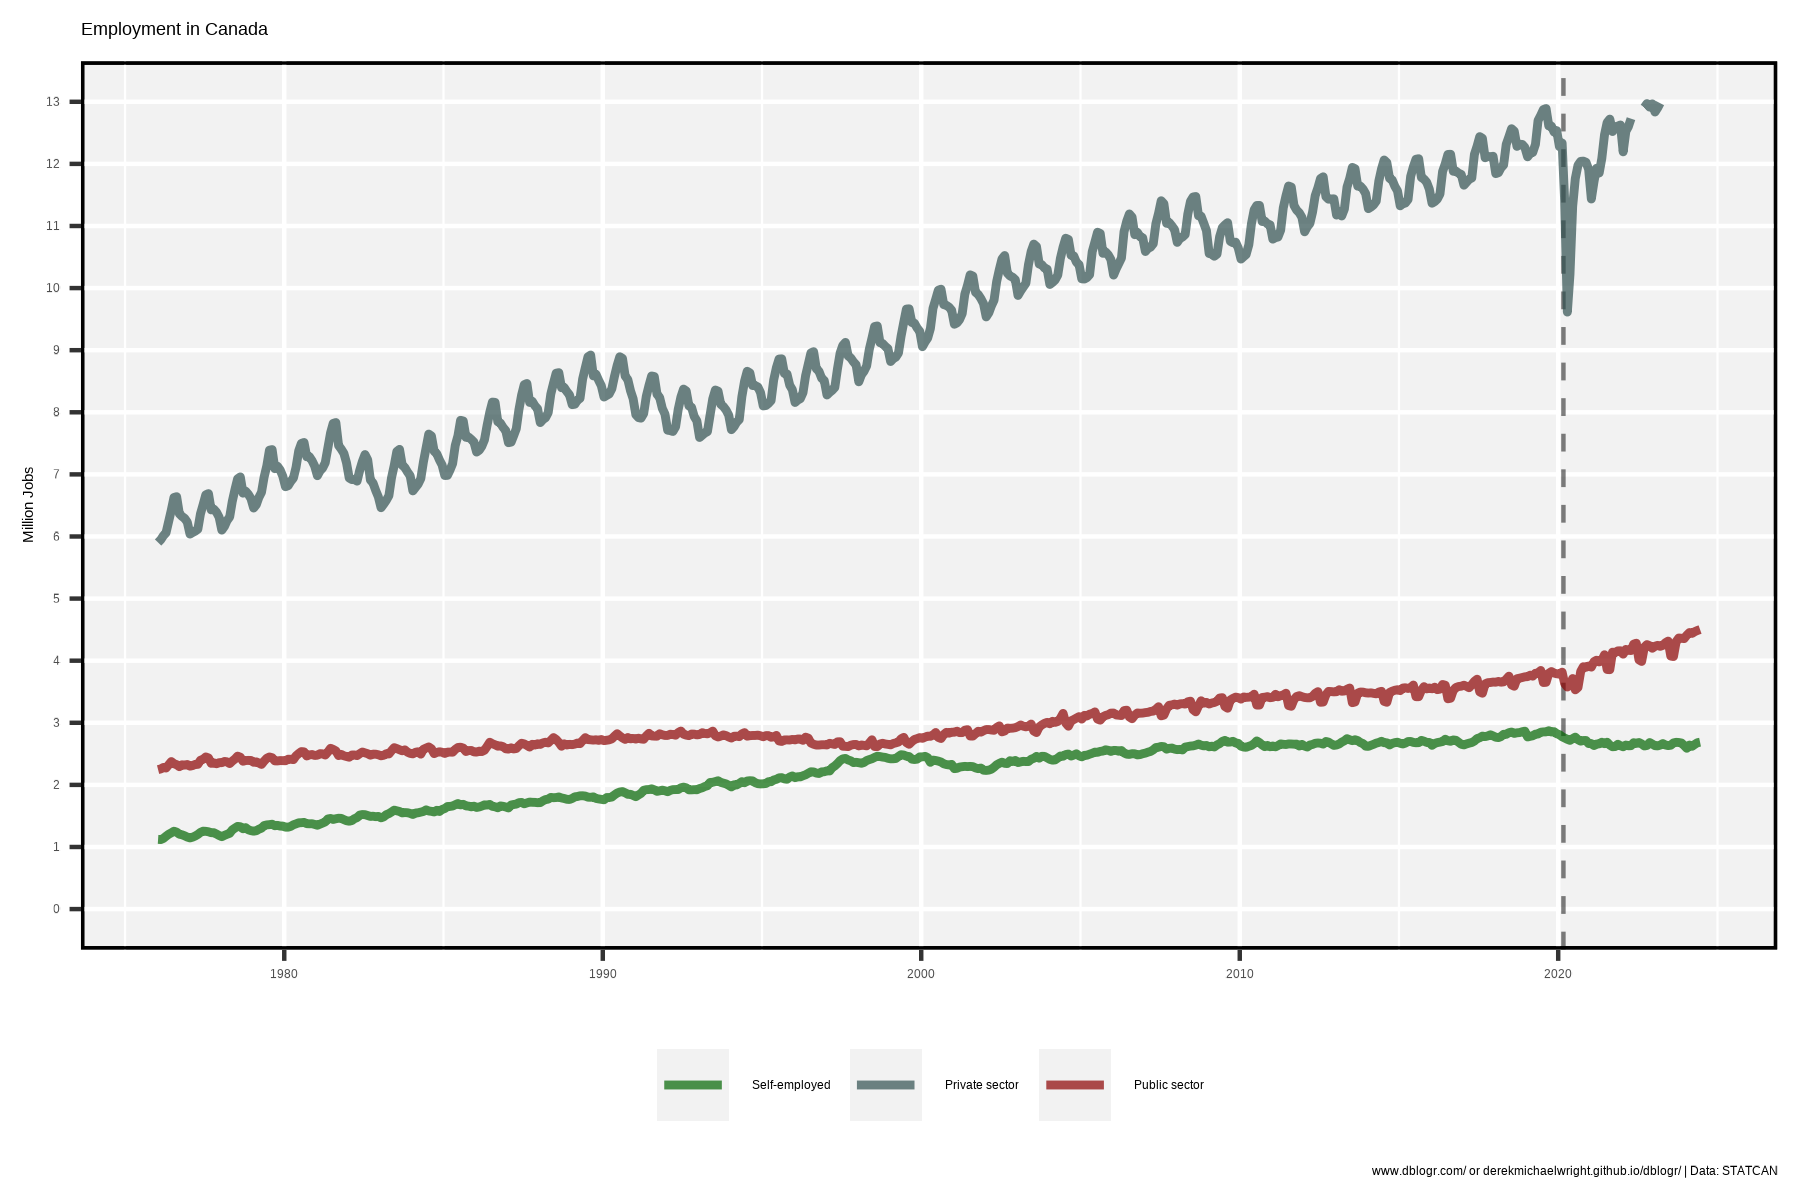 Employment in Canada
Million Jobs
13
12
11
10
9
8
7
6
5
4
3
2
1
0
1980 1990 2000 2010 2020
Self-employed Private sector Public sector
www.dblogr.com/ or derekmichaelwright.github.io/dblogr/ | Data: STATCAN